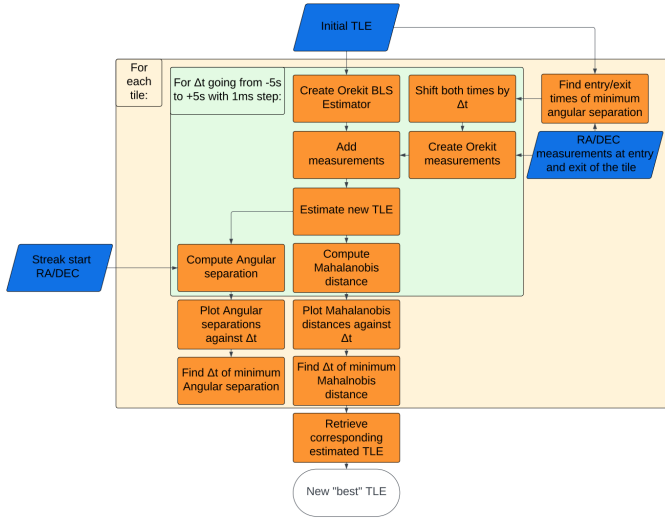 Initial TLE
For
each
tile:
For Δt going from -5s
to +5s with 1ms step:
Create Orekit BLS
Estimator
Shift both times by
Δt
Find entry/exit
times of minimum
angular separation
Add
measurements
Create Orekit
measurements
RA/DEC
measurements at entry
and exit of the tile
Estimate new TLE
Streak start
RA/DEC
Compute Angular
separation
Compute
Mahalanobis
distance
Plot Angular
separations
against Δt
Plot Mahalanobis
distances against
Δt
Find Δt of minimum
Angular separation
Find Δt of minimum
Mahalnobis
distance
Retrieve
corresponding
estimated TLE
New "best" TLE